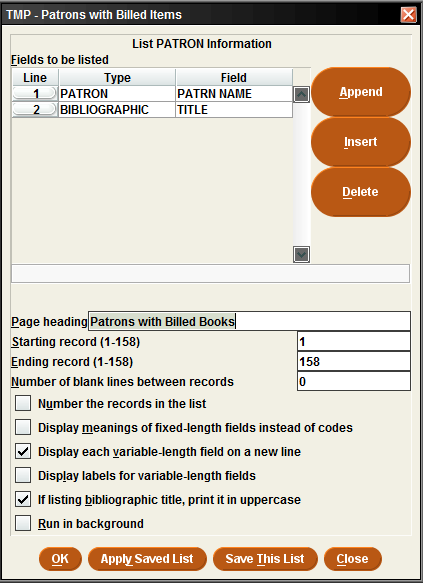 TMP - Patrons with Billed Items
List PATRON Information
Fields to be listed
Line Type Field
1 PATRON PATRN NAME
2 BIBLIOGRAPHIC TITLE
Append
Insert
Delete
Page heading Patrons with Billed Books
Starting record (1-158) 1
Ending record (1-158) 158
Number of blank lines between records 0
Number the records in the list
Display meanings of fixed-length fields instead of codes
Display each variable-length field on a new line
Display labels for variable-length fields
If listing bibliographic title, print it in uppercase
Run in background
OK Apply Saved List Save This List Close